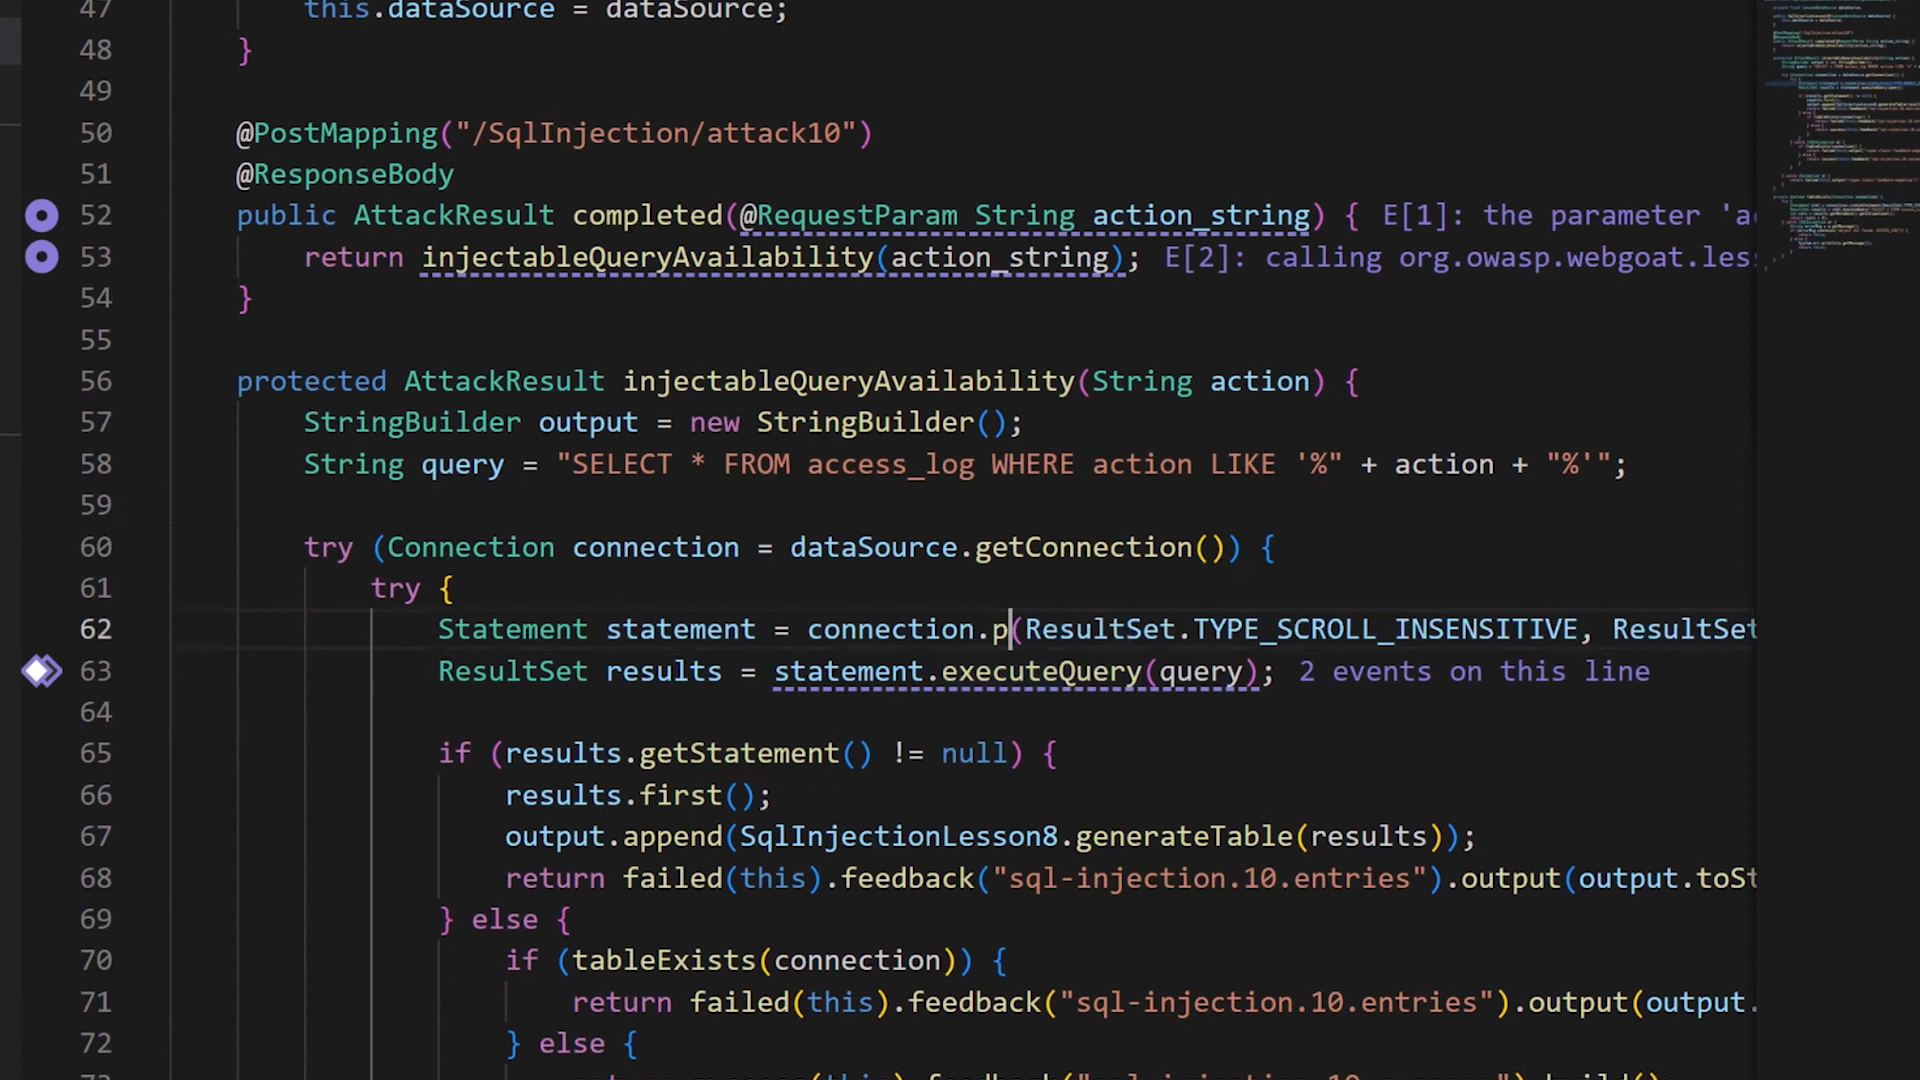 47 this.dataSource = dataSource;
48 }
49
50 @PostMapping("/SqlInjection/attack10")
51 @ResponseBody
52 public AttackResult completed(@RequestParam String action_string) { E[1]: the parameter 'ac
53 return injectableQueryAvailability(action_string); E[2]: calling org.owasp.webgoat.less
54 }
55
56 protected AttackResult injectableQueryAvailability(String action) {
57 StringBuilder output = new StringBuilder();
58 String query = "SELECT * FROM access_log WHERE action LIKE '%" + action + "%'";
59
60 try (Connection connection = dataSource.getConnection()) {
61 try {
62 Statement statement = connection.p(ResultSet.TYPE_SCROLL_INSENSITIVE, ResultSet
63 ResultSet results = statement.executeQuery(query); 2 events on this line
64
65 if (results.getStatement() != null) {
66 results.first();
67 output.append(SqlInjectionLesson8.generateTable(results));
68 return failed(this).feedback("sql-injection.10.entries").output(output.toSt
69 } else {
70 if (tableExists(connection)) {
71 return failed(this).feedback("sql-injection.10.entries").output(output.
72 } else {